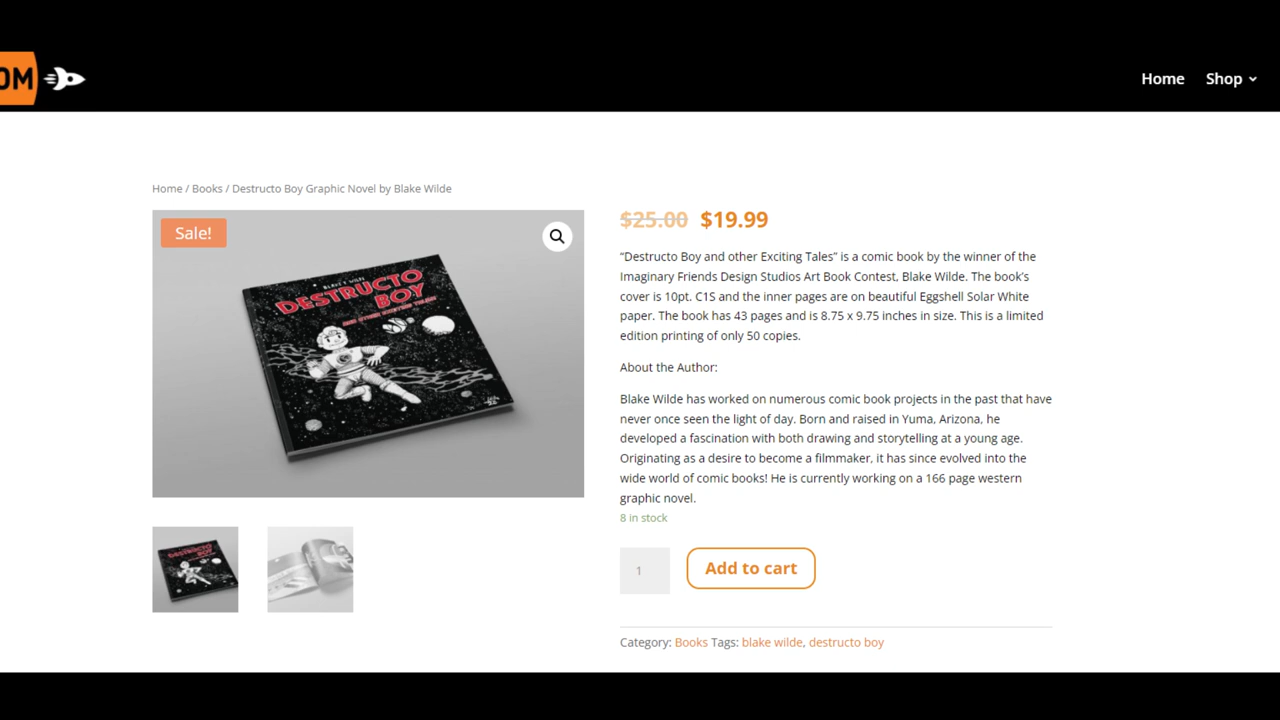 OM
Home Shop
Home / Books / Destructo Boy Graphic Novel by Blake Wilde
Sale!
BLAKE WILDE
DESTRUCTO
BOY
AND OTHER EXCITING TALES!
$25.00 $19.99
“Destructo Boy and other Exciting Tales” is a comic book by the winner of the
Imaginary Friends Design Studios Art Book Contest, Blake Wilde. The book’s
cover is 10pt. C1S and the inner pages are on beautiful Eggshell Solar White
paper. The book has 43 pages and is 8.75 x 9.75 inches in size. This is a limited
edition printing of only 50 copies.
About the Author:
Blake Wilde has worked on numerous comic book projects in the past that have
never once seen the light of day. Born and raised in Yuma, Arizona, he
developed a fascination with both drawing and storytelling at a young age.
Originating as a desire to become a filmmaker, it has since evolved into the
wide world of comic books! He is currently working on a 166 page western
graphic novel.
8 in stock
1
Add to cart
DESTRUCTO
BOY
Category: Books Tags: blake wilde, destructo boy